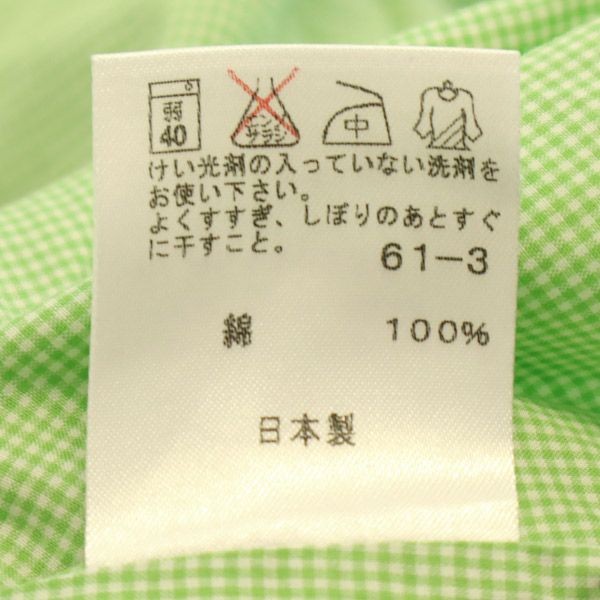 弱
40
エンソ
サラシ
中
けい光剤の入っていない洗剤を
お使い下さい。
よくすすぎ、しぼりのあとすぐ
に干すこと。
61-3
綿 100%
日本製